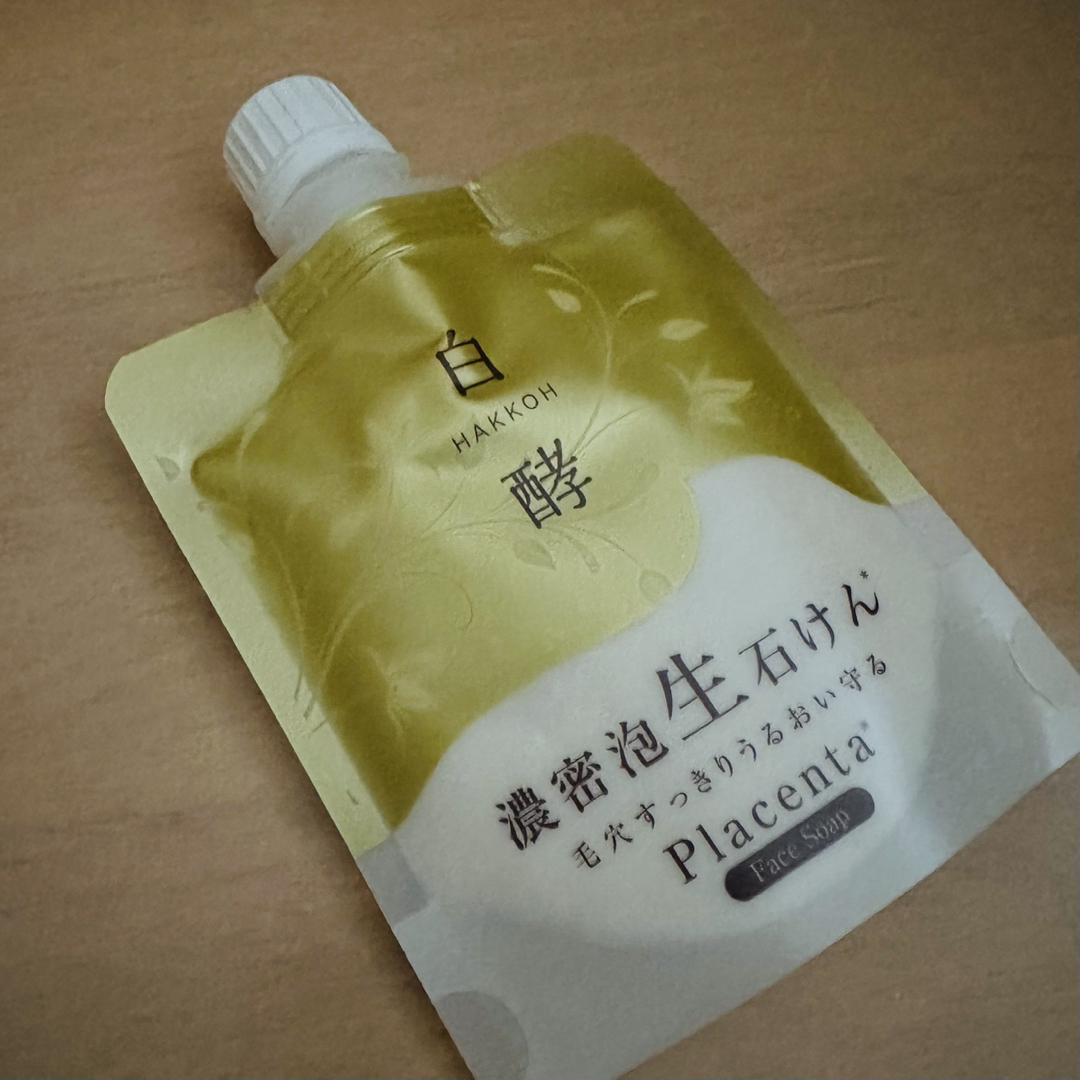 白
HAKKOH
酵
濃密泡生石けん*
毛穴すっきりうるおい守る
Placenta*
Face Soap